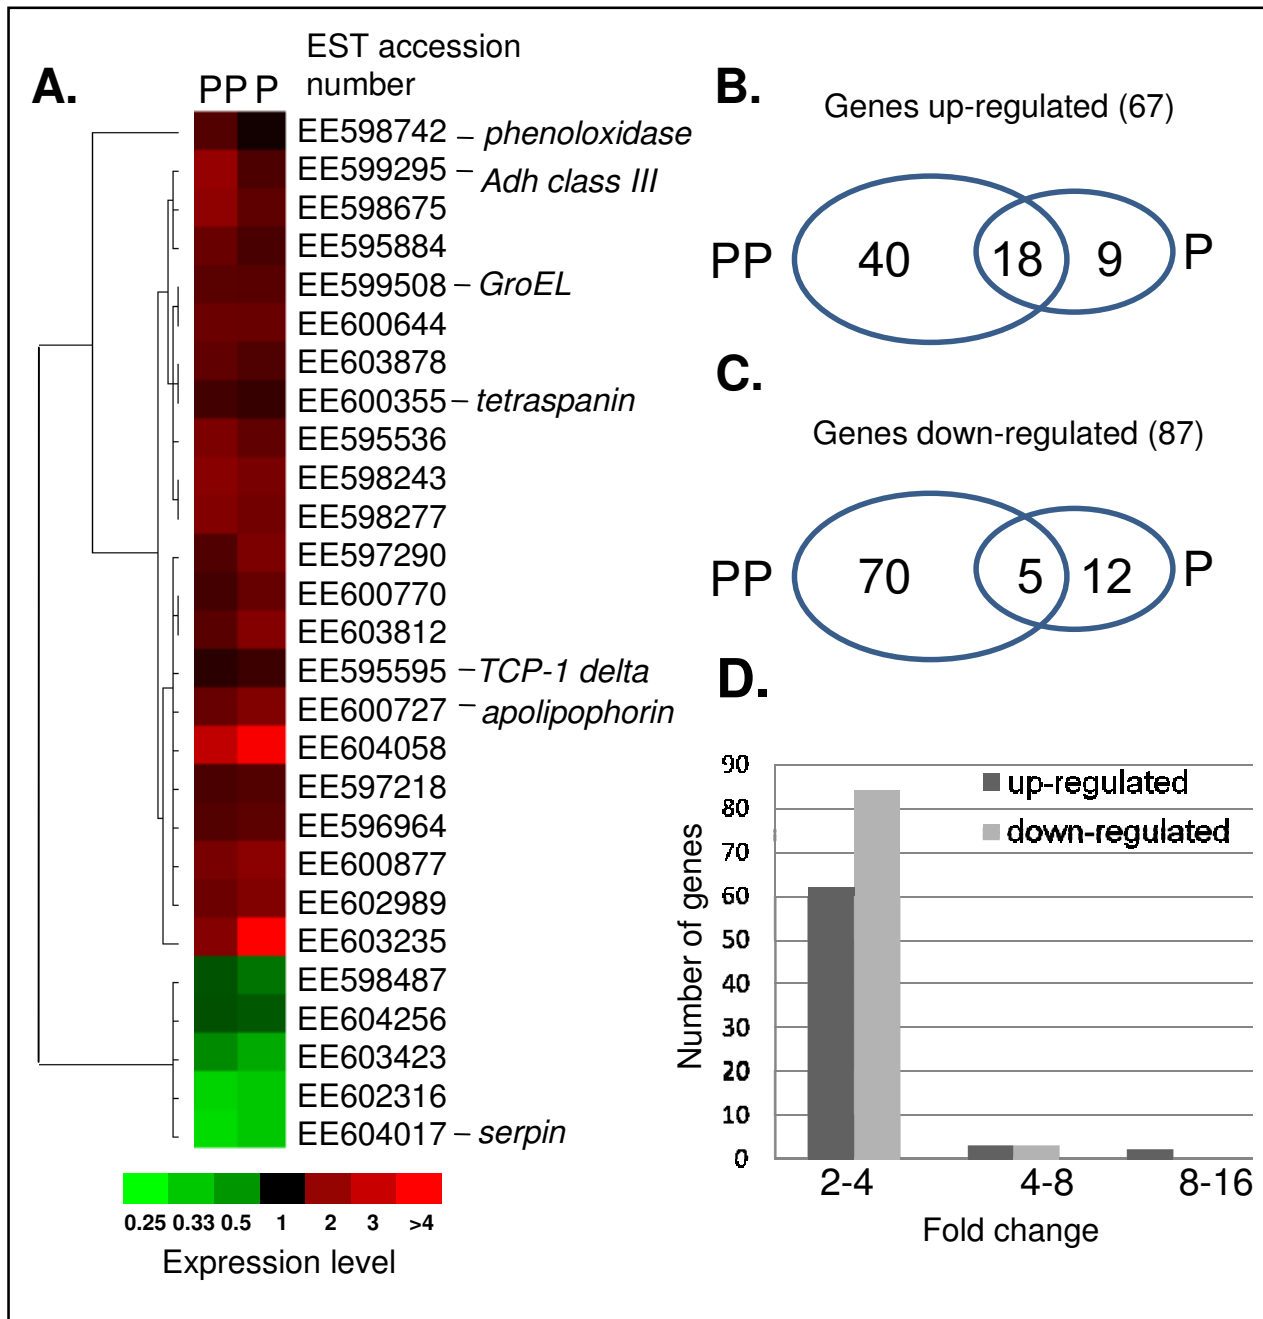 A.
PP P
EST accession
number
EE598742 – phenoloxidase
EE599295 – Adh class III
EE598675
EE595884
EE599508 – GroEL
EE600644
EE603878
EE600355 – tetraspanin
EE595536
EE598243
EE598277
EE597290
EE600770
EE603812
EE595595 – TCP-1 delta
EE600727 – apolipophorin
EE604058
EE597218
EE596964
EE600877
EE602989
EE603235
EE598487
EE604256
EE603423
EE602316
EE604017 – serpin
0.25 0.33 0.5 1 2 3 >4
Expression level
B.
Genes up-regulated (67)
PP 40 18 9 P
C.
Genes down-regulated (87)
PP 70 5 12 P
D.
90
80
70
60
50
40
30
20
10
0
Number of genes
up-regulated
down-regulated
2-4 4-8 8-16
Fold change